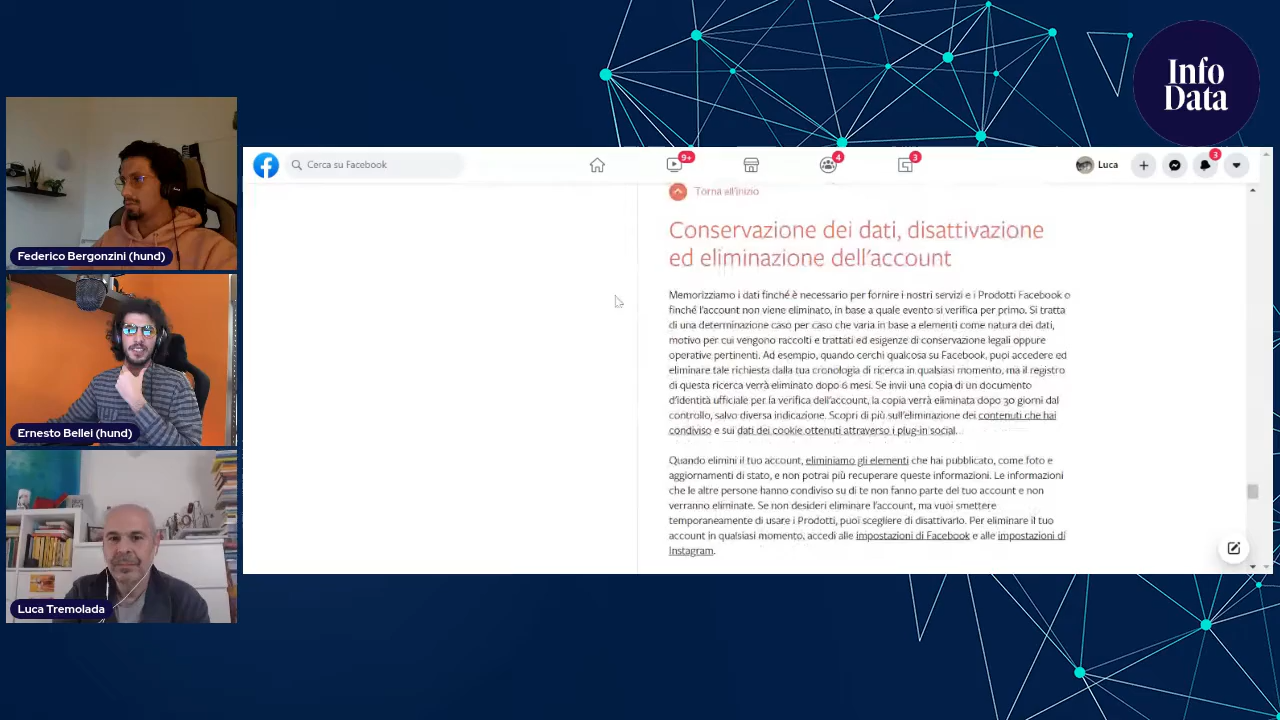 Info
Data
Federico Bergonzini (hund)
Ernesto Bellei (hund)
Luca Tremolada
Cerca su Facebook
9+
4
3
Luca
3
Torna all'inizio
Conservazione dei dati, disattivazione
ed eliminazione dell'account
Memorizziamo i dati finché è necessario per fornire i nostri servizi e i Prodotti Facebook o
finché l'account non viene eliminato, in base a quale evento si verifica per primo. Si tratta
di una determinazione caso per caso che varia in base a elementi come natura dei dati,
motivo per cui vengono raccolti e trattati ed esigenze di conservazione legali oppure
operative pertinenti. Ad esempio, quando cerchi qualcosa su Facebook, puoi accedere ed
eliminare tale richiesta dalla tua cronologia di ricerca in qualsiasi momento, ma il registro
di questa ricerca verrà eliminato dopo 6 mesi. Se invii una copia di un documento
d'identità ufficiale per la verifica dell'account, la copia verrà eliminata dopo 30 giorni dal
controllo, salvo diversa indicazione. Scopri di più sull'eliminazione dei contenuti che hai
condiviso e sui dati dei cookie ottenuti attraverso i plug-in social.
Quando elimini il tuo account, eliminiamo gli elementi che hai pubblicato, come foto e
aggiornamenti di stato, e non potrai più recuperare queste informazioni. Le informazioni
che le altre persone hanno condiviso su di te non fanno parte del tuo account e non
verranno eliminate. Se non desideri eliminare l'account, ma vuoi smettere
temporaneamente di usare i Prodotti, puoi scegliere di disattivarlo. Per eliminare il tuo
account in qualsiasi momento, accedi alle impostazioni di Facebook e alle impostazioni di
Instagram.